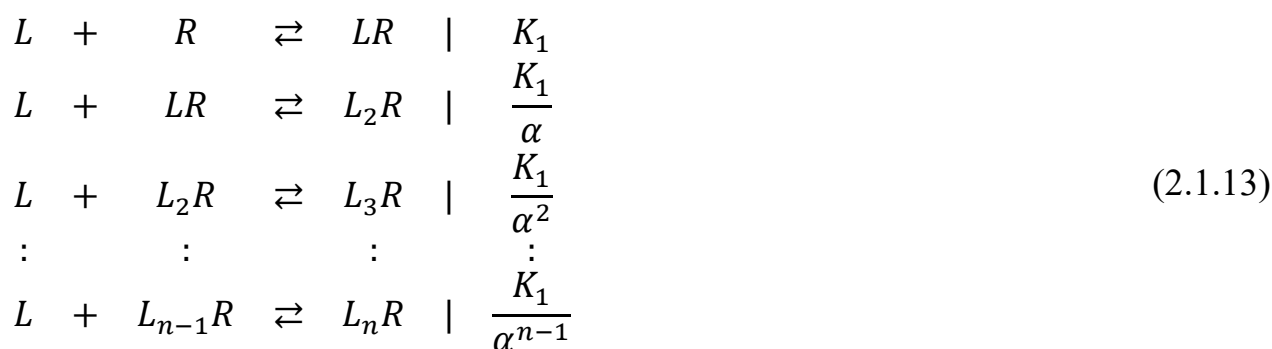 L + R ⇄ LR | K₁
L + LR ⇄ L₂R | K₁/α
L + L₂R ⇄ L₃R | K₁/α²
: : : :
L + Lₙ₋₁R ⇄ LₙR | K₁/αⁿ⁻¹
(2.1.13)